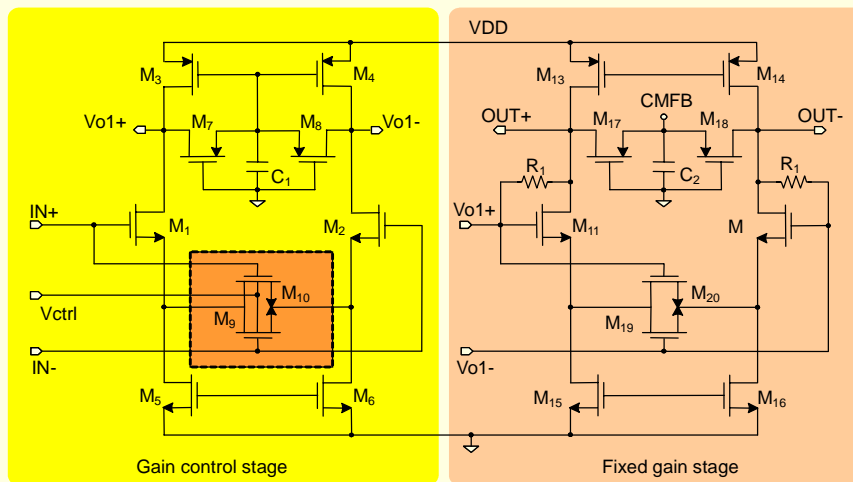 VDD
M3
M4
M13
M14
CMFB
Vo1+
M7
M8
Vo1-
OUT+
M17
M18
OUT-
C1
C2
R1
R1
IN+
M1
M2
Vo1+
M11
M
Vctrl
M10
M9
M20
M19
IN-
Vo1-
M5
M6
M15
M16
Gain control stage
Fixed gain stage